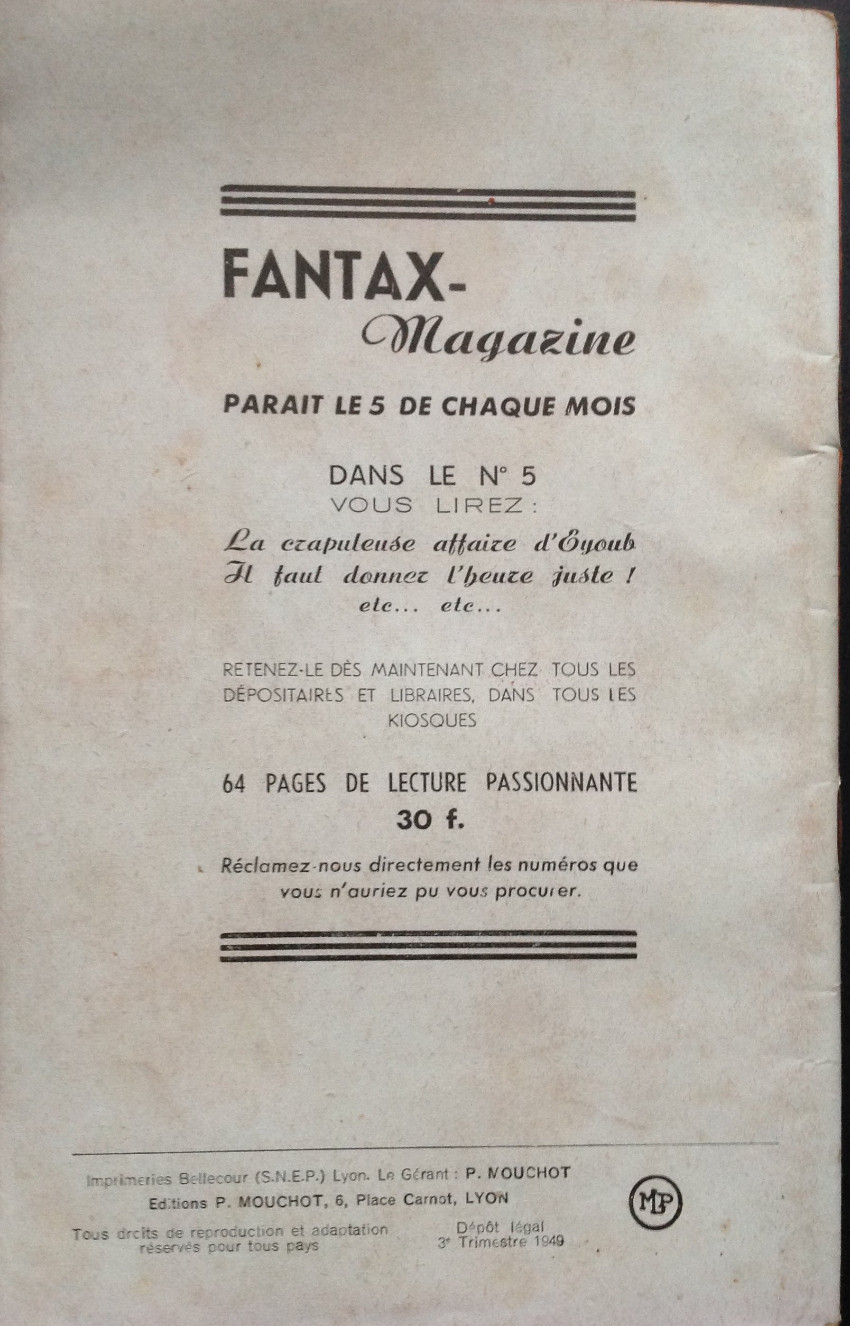 FANTAX-
Magazine
PARAIT LE 5 DE CHAQUE MOIS
DANS LE N° 5
VOUS LIREZ :
La crapuleuse affaire d'Eyoub
Il faut donner l'heure juste !
etc... etc...
RETENEZ-LE DÈS MAINTENANT CHEZ TOUS LES
DÉPOSITAIRES ET LIBRAIRES, DANS TOUS LES
KIOSQUES
64 PAGES DE LECTURE PASSIONNANTE
30 f.
Réclamez-nous directement les numéros que
vous n'auriez pu vous procurer.
Imprimeries Bellecour (S.N.E.P.) Lyon. Le Gérant : P. MOUCHOT
Editions P. MOUCHOT, 6, Place Carnot, LYON
Tous droits de reproduction et adaptation
réservés pour tous pays
Dépôt légal
3e Trimestre 1949
MLP